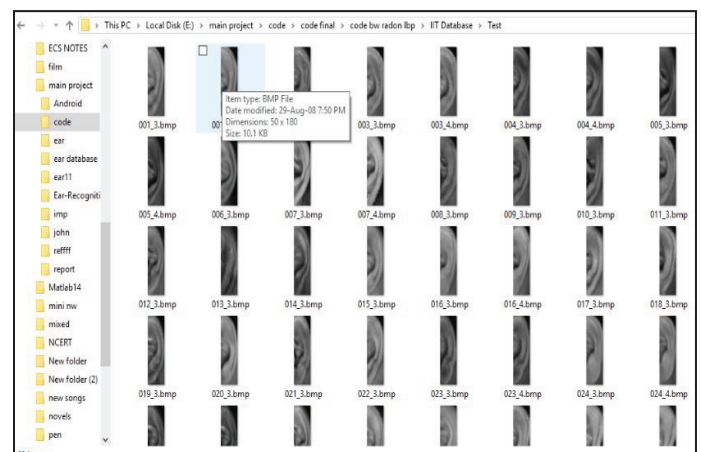 This PC > Local Disk (E:) > main project > code > code final > code bw radon lbp > IIT Database > Test
ECS NOTES
film
main project
Android
code
ear
ear database
ear11
Ear-Recogniti
imp
john
reffff
report
Matlab14
mini nw
mixed
NCERT
New folder
New folder (2)
new songs
novels
pen
Item type: BMP File
Date modified: 29-Aug-08 7:50 PM
Dimensions: 50 x 180
Size: 10.1 KB
001_3.bmp 003_3.bmp 003_4.bmp 004_3.bmp 004_4.bmp 005_3.bmp
005_4.bmp 006_3.bmp 007_3.bmp 007_4.bmp 008_3.bmp 009_3.bmp 010_3.bmp 011_3.bmp
012_3.bmp 013_3.bmp 014_3.bmp 015_3.bmp 016_3.bmp 016_4.bmp 017_3.bmp 018_3.bmp
019_3.bmp 020_3.bmp 021_3.bmp 022_3.bmp 023_3.bmp 023_4.bmp 024_3.bmp 024_4.bmp